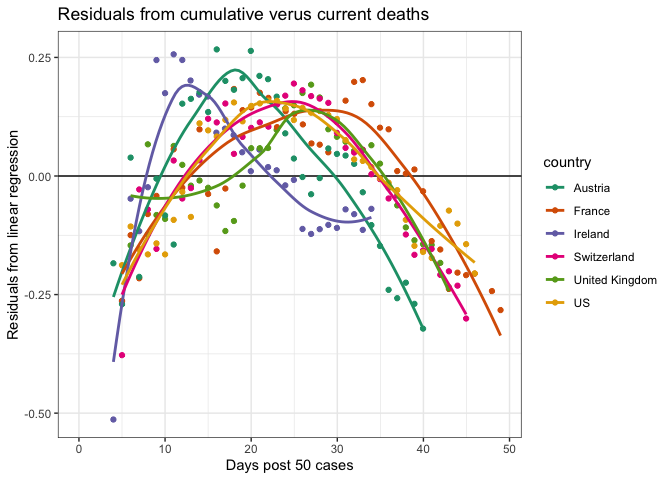 Residuals from cumulative verus current deaths
0.25
0.00
-0.25
-0.50
0
10
20
30
40
50
Days post 50 cases
Residuals from linear regression
country
Austria
France
Ireland
Switzerland
United Kingdom
US